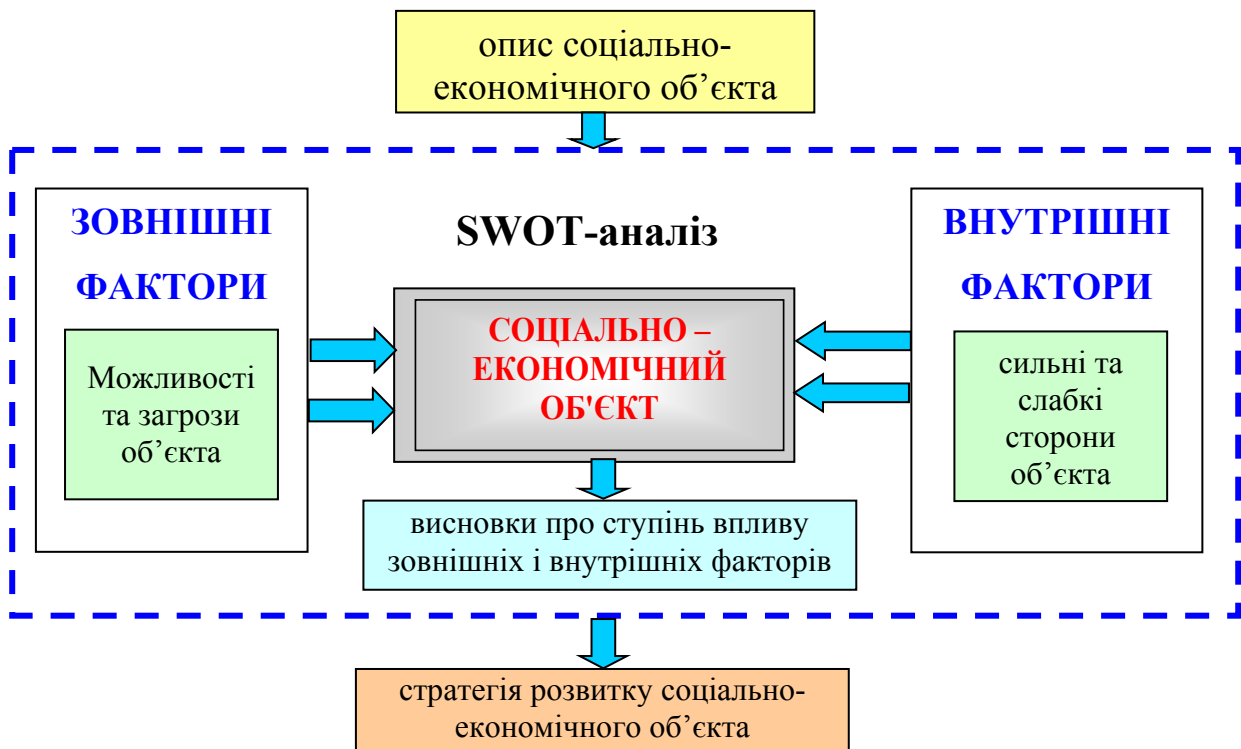 опис соціально-
економічного об’єкта
ЗОВНІШНІ
ФАКТОРИ
Можливості
та загрози
об’єкта
SWOT-аналіз
СОЦІАЛЬНО –
ЕКОНОМІЧНИЙ
ОБ'ЄКТ
ВНУТРІШНІ
ФАКТОРИ
сильні та
слабкі
сторони
об’єкта
висновки про ступінь впливу
зовнішніх і внутрішніх факторів
стратегія розвитку соціально-
економічного об’єкта